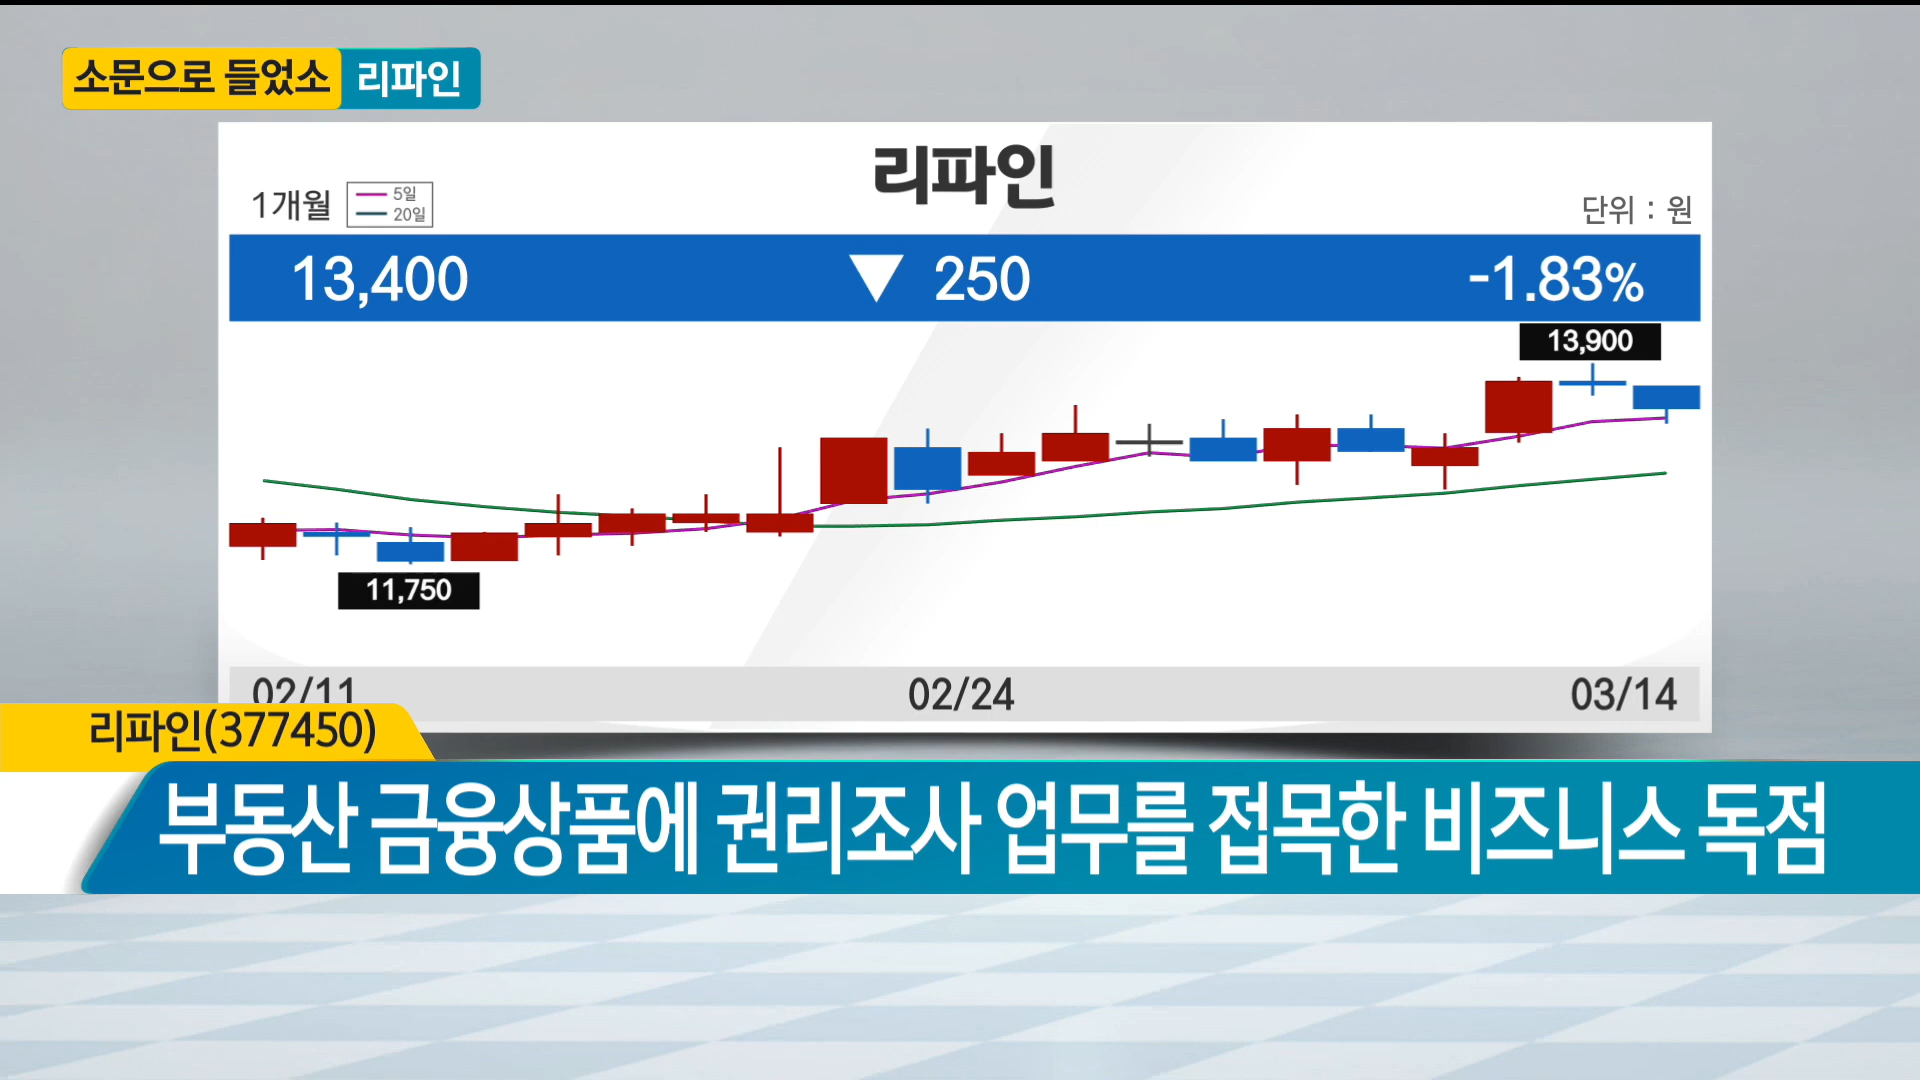 소문으로 들었소 리파인
리파인
1개월 5일
20일
단위 : 원
13,400 ▼ 250 -1.83%
13,900
11,750
02/11 02/24 03/14
리파인(377450)
부동산 금융상품에 권리조사 업무를 접목한 비즈니스 독점